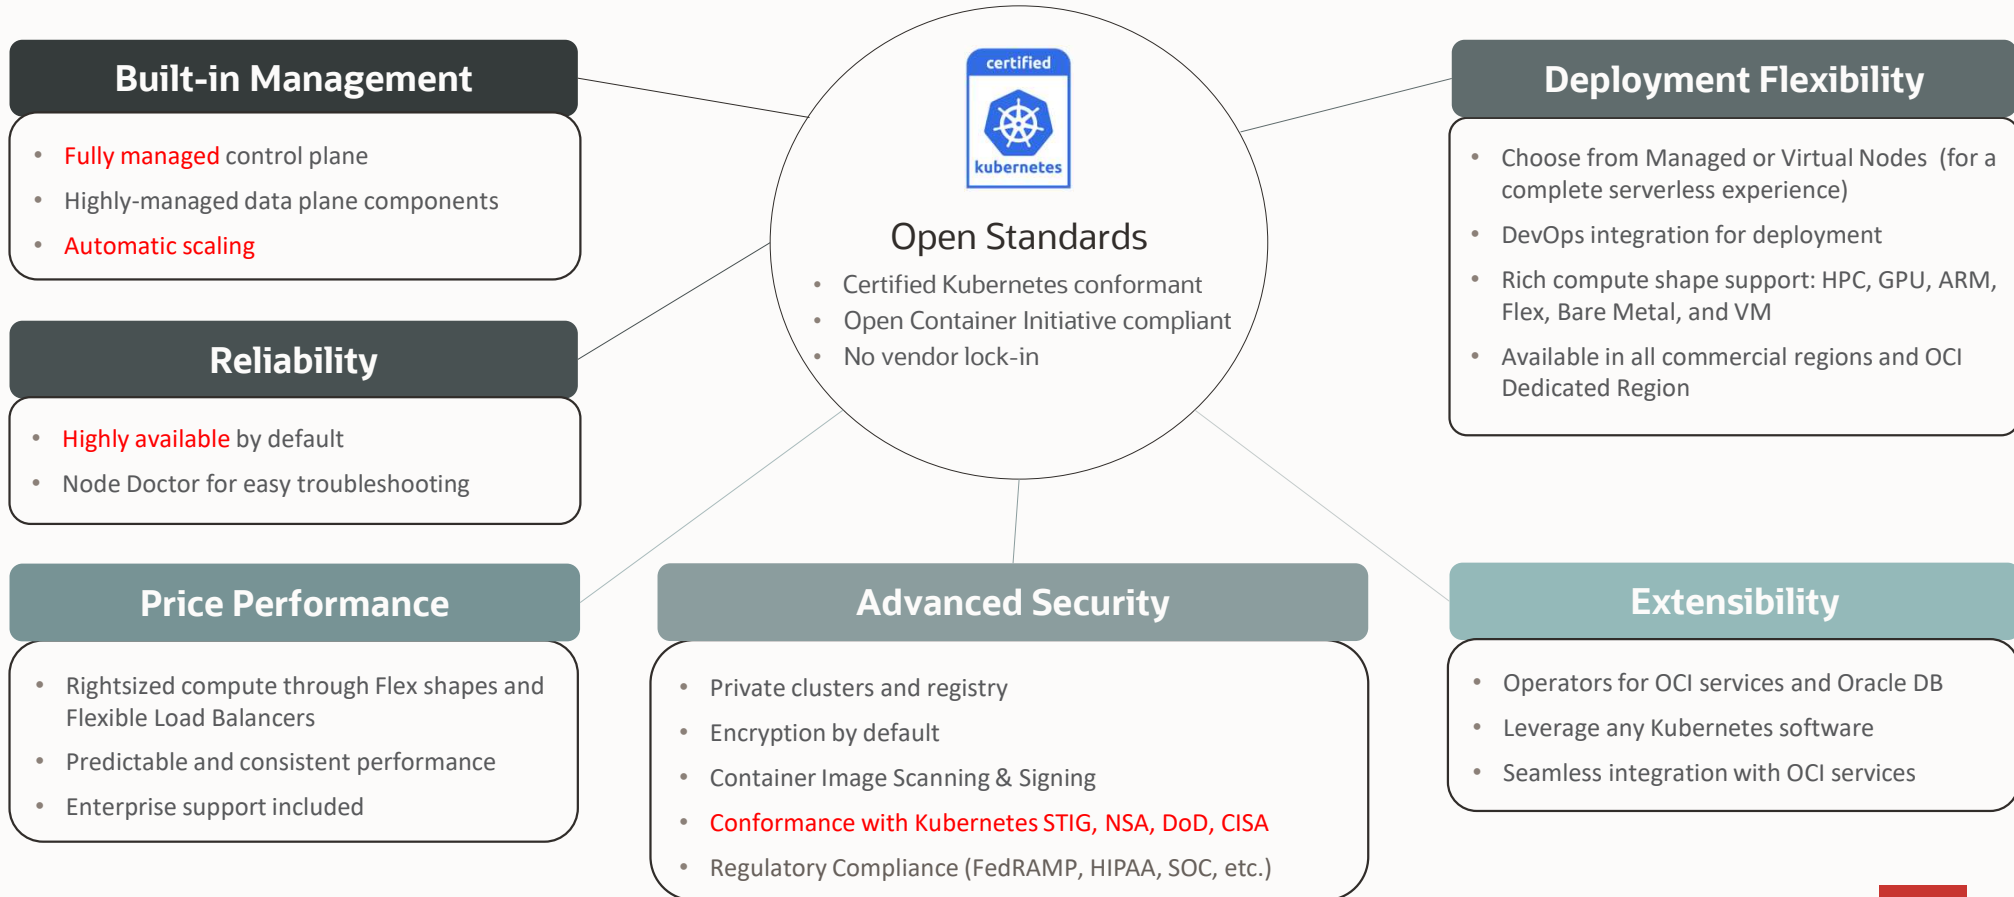 Built-in Management
• Fully managed control plane
• Highly-managed data plane components
• Automatic scaling
Reliability
• Highly available by default
• Node Doctor for easy troubleshooting
Price Performance
• Rightsized compute through Flex shapes and
Flexible Load Balancers
• Predictable and consistent performance
• Enterprise support included
certified
kubernetes
Open Standards
• Certified Kubernetes conformant
• Open Container Initiative compliant
• No vendor lock-in
Advanced Security
• Private clusters and registry
• Encryption by default
• Container Image Scanning & Signing
• Conformance with Kubernetes STIG, NSA, DoD, CISA
• Regulatory Compliance (FedRAMP, HIPAA, SOC, etc.)
Deployment Flexibility
• Choose from Managed or Virtual Nodes (for a
complete serverless experience)
• DevOps integration for deployment
• Rich compute shape support: HPC, GPU, ARM,
Flex, Bare Metal, and VM
• Available in all commercial regions and OCI
Dedicated Region
Extensibility
• Operators for OCI services and Oracle DB
• Leverage any Kubernetes software
• Seamless integration with OCI services